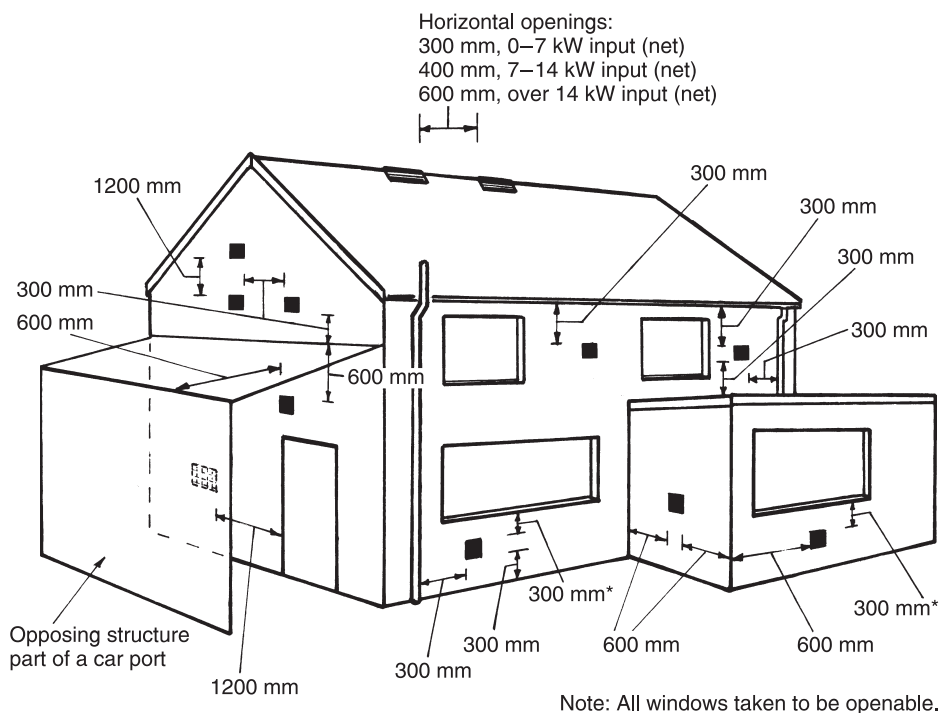 Horizontal openings:
300 mm, 0–7 kW input (net)
400 mm, 7–14 kW input (net)
600 mm, over 14 kW input (net)
1200 mm
300 mm
300 mm
300 mm
300 mm
600 mm
300 mm
600 mm
300 mm*
300 mm*
Opposing structure
part of a car port
300 mm
600 mm
600 mm
300 mm
1200 mm
Note: All windows taken to be openable.